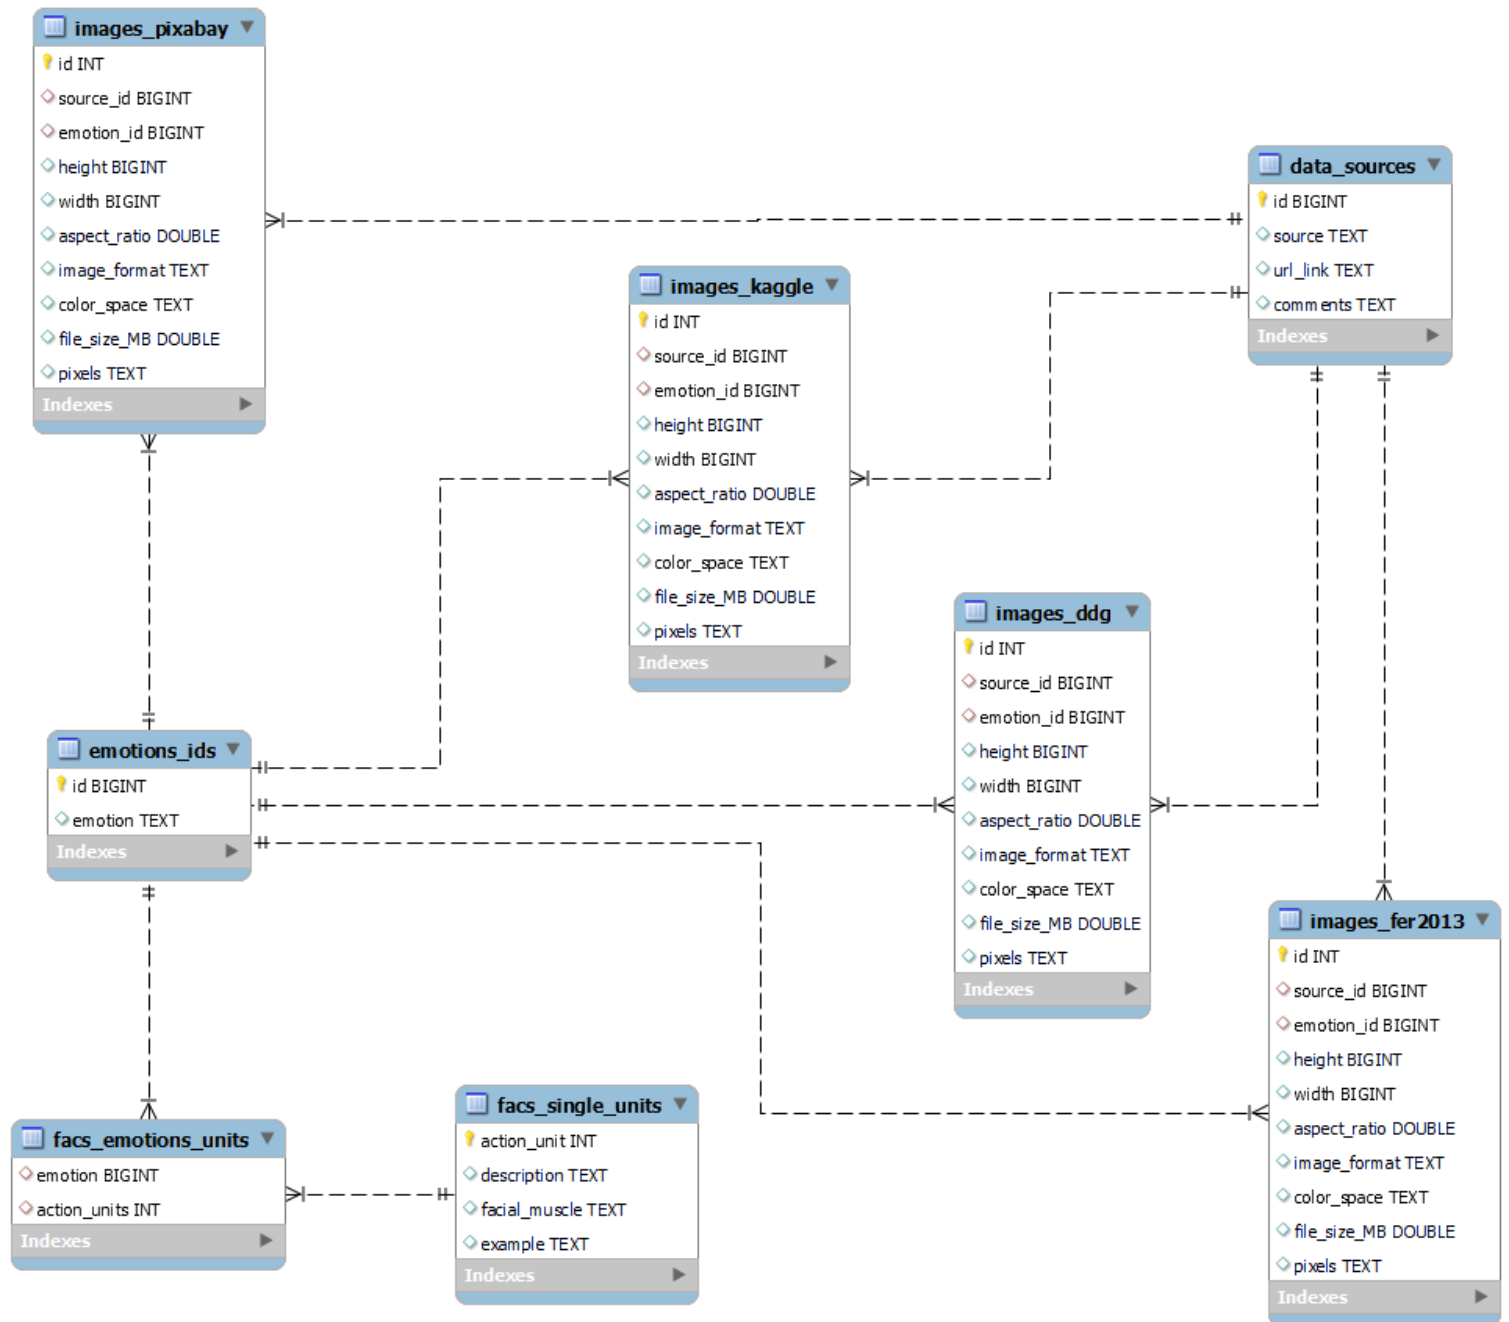 images_pixabay
id INT
source_id BIGINT
emotion_id BIGINT
height BIGINT
width BIGINT
aspect_ratio DOUBLE
image_format TEXT
color_space TEXT
file_size_MB DOUBLE
pixels TEXT
Indexes
data_sources
id BIGINT
source TEXT
url_link TEXT
comments TEXT
Indexes
images_kaggle
id INT
source_id BIGINT
emotion_id BIGINT
height BIGINT
width BIGINT
aspect_ratio DOUBLE
image_format TEXT
color_space TEXT
file_size_MB DOUBLE
pixels TEXT
Indexes
images_ddg
id INT
source_id BIGINT
emotion_id BIGINT
height BIGINT
width BIGINT
aspect_ratio DOUBLE
image_format TEXT
color_space TEXT
file_size_MB DOUBLE
pixels TEXT
Indexes
emotions_ids
id BIGINT
emotion TEXT
Indexes
images_fer2013
id INT
source_id BIGINT
emotion_id BIGINT
height BIGINT
width BIGINT
aspect_ratio DOUBLE
image_format TEXT
color_space TEXT
file_size_MB DOUBLE
pixels TEXT
Indexes
facs_emotions_units
emotion BIGINT
action_units INT
Indexes
facs_single_units
action_unit INT
description TEXT
facial_muscle TEXT
example TEXT
Indexes